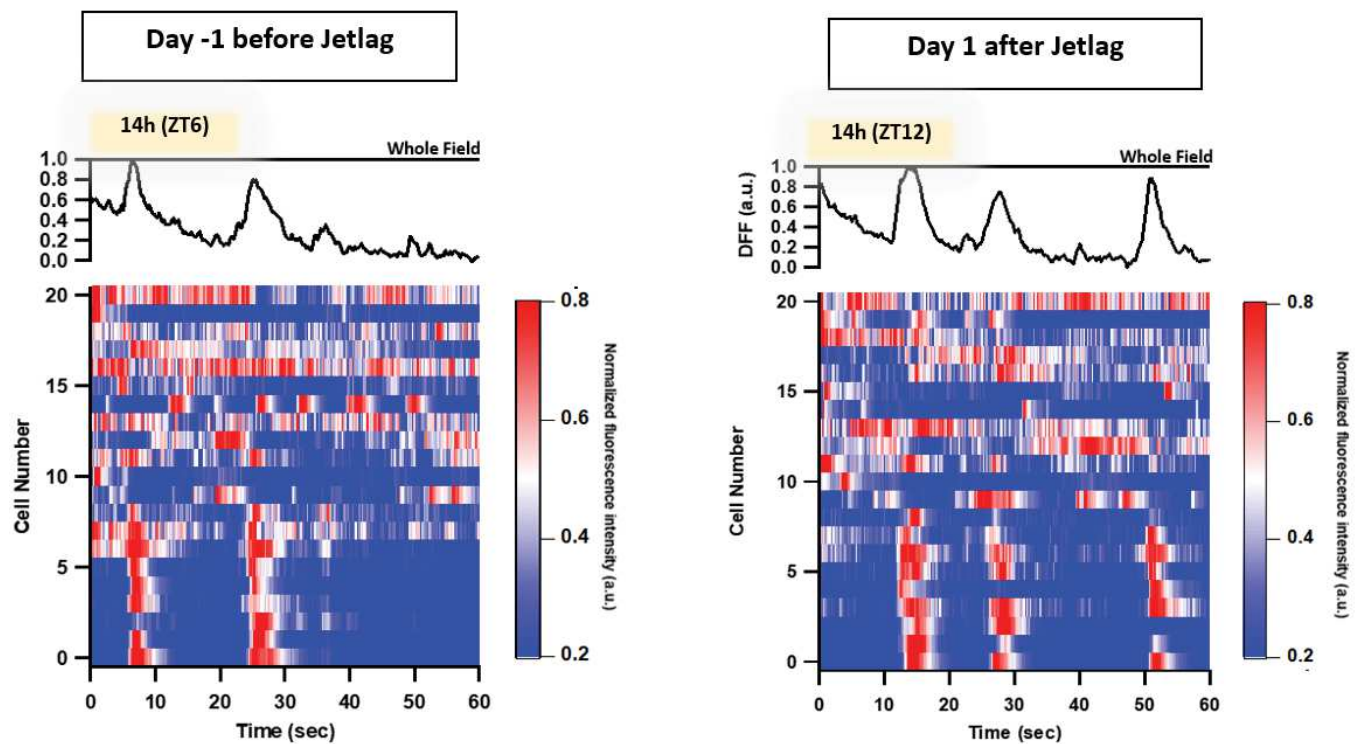 Day -1 before Jetlag
14h (ZT6)
Whole Field
1.0
0.8
0.6
0.4
0.2
0.0
20
15
10
5
0
Cell Number
0 10 20 30 40 50 60
Time (sec)
0.8
0.6
0.4
0.2
Normalized fluorescence intensity (a.u.)
Day 1 after Jetlag
14h (ZT12)
Whole Field
DFF (a.u.)
1.0
0.8
0.6
0.4
0.2
0.0
20
15
10
5
0
Cell Number
0 10 20 30 40 50 60
Time (sec)
0.8
0.6
0.4
0.2
Normalized fluorescence intensity (a.u.)